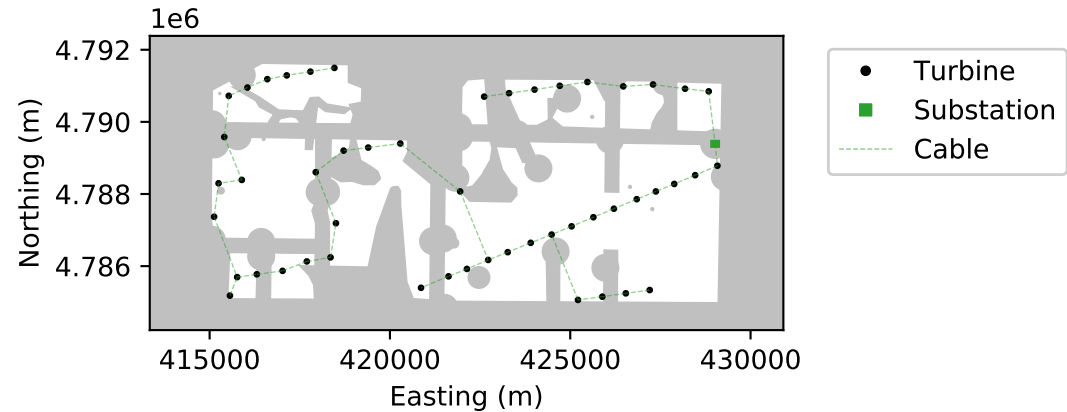 1e6
4.792
4.790
4.788
4.786
Northing (m)
415000 420000 425000 430000
Easting (m)
Turbine
Substation
Cable